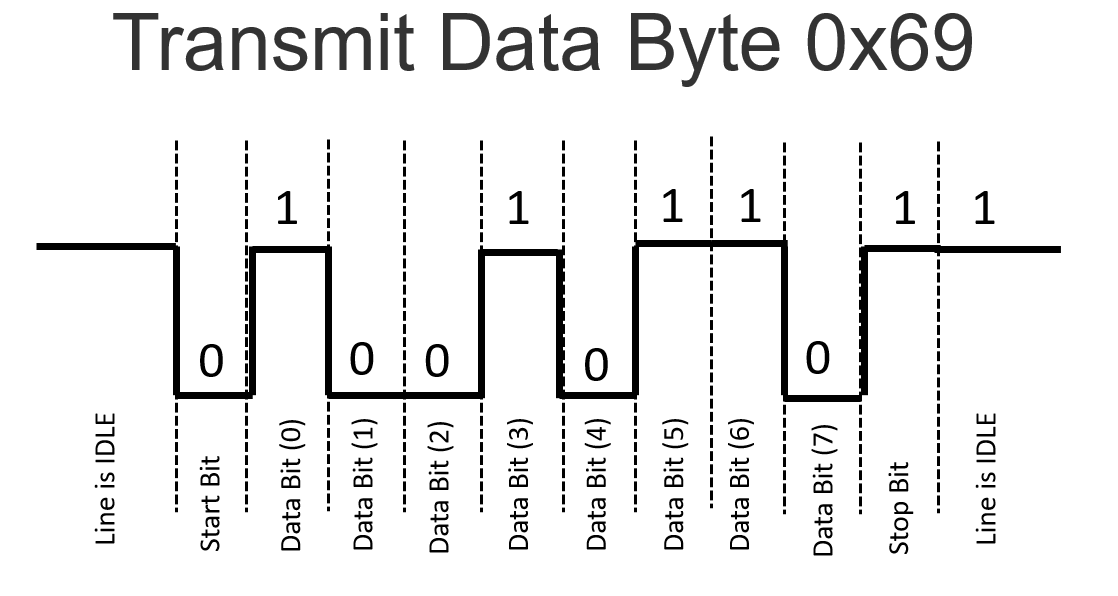 Transmit Data Byte 0x69
1 1 1 1 1 1
0 0 0 0 0
Line is IDLE
Start Bit
Data Bit (0)
Data Bit (1)
Data Bit (2)
Data Bit (3)
Data Bit (4)
Data Bit (5)
Data Bit (6)
Data Bit (7)
Stop Bit
Line is IDLE